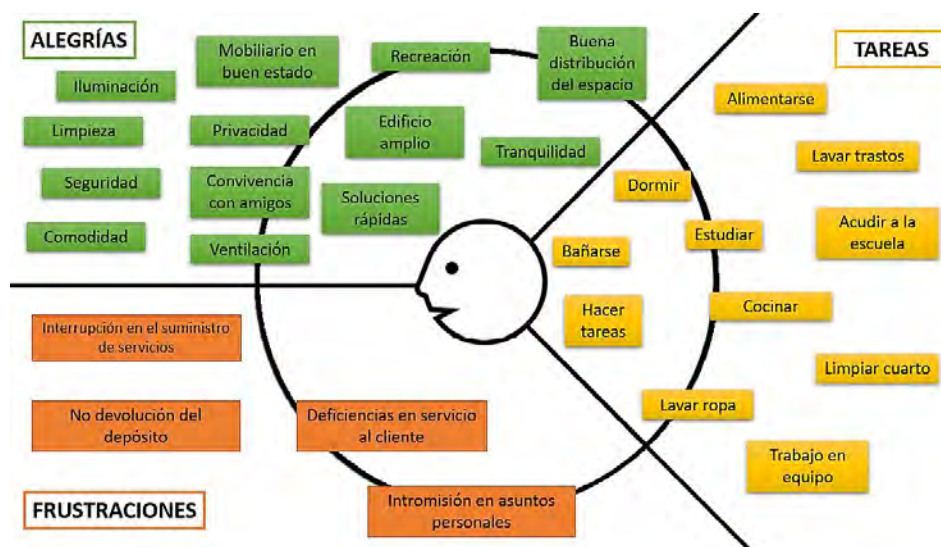 ALEGRÍAS
Iluminación
Mobiliario en
buen estado
Recreación
Buena
distribución
del espacio
Limpieza
Privacidad
Edificio
amplio
Tranquilidad
Seguridad
Convivencia
con amigos
Soluciones
rápidas
Comodidad
Ventilación
TAREAS
Alimentarse
Lavar trastos
Dormir
Estudiar
Acudir a la
escuela
Bañarse
Hacer
tareas
Cocinar
Limpiar cuarto
Lavar ropa
Trabajo en
equipo
Interrupción en el suministro
de servicios
No devolución del
depósito
Deficiencias en servicio
al cliente
Intromisión en asuntos
personales
FRUSTRACIONES